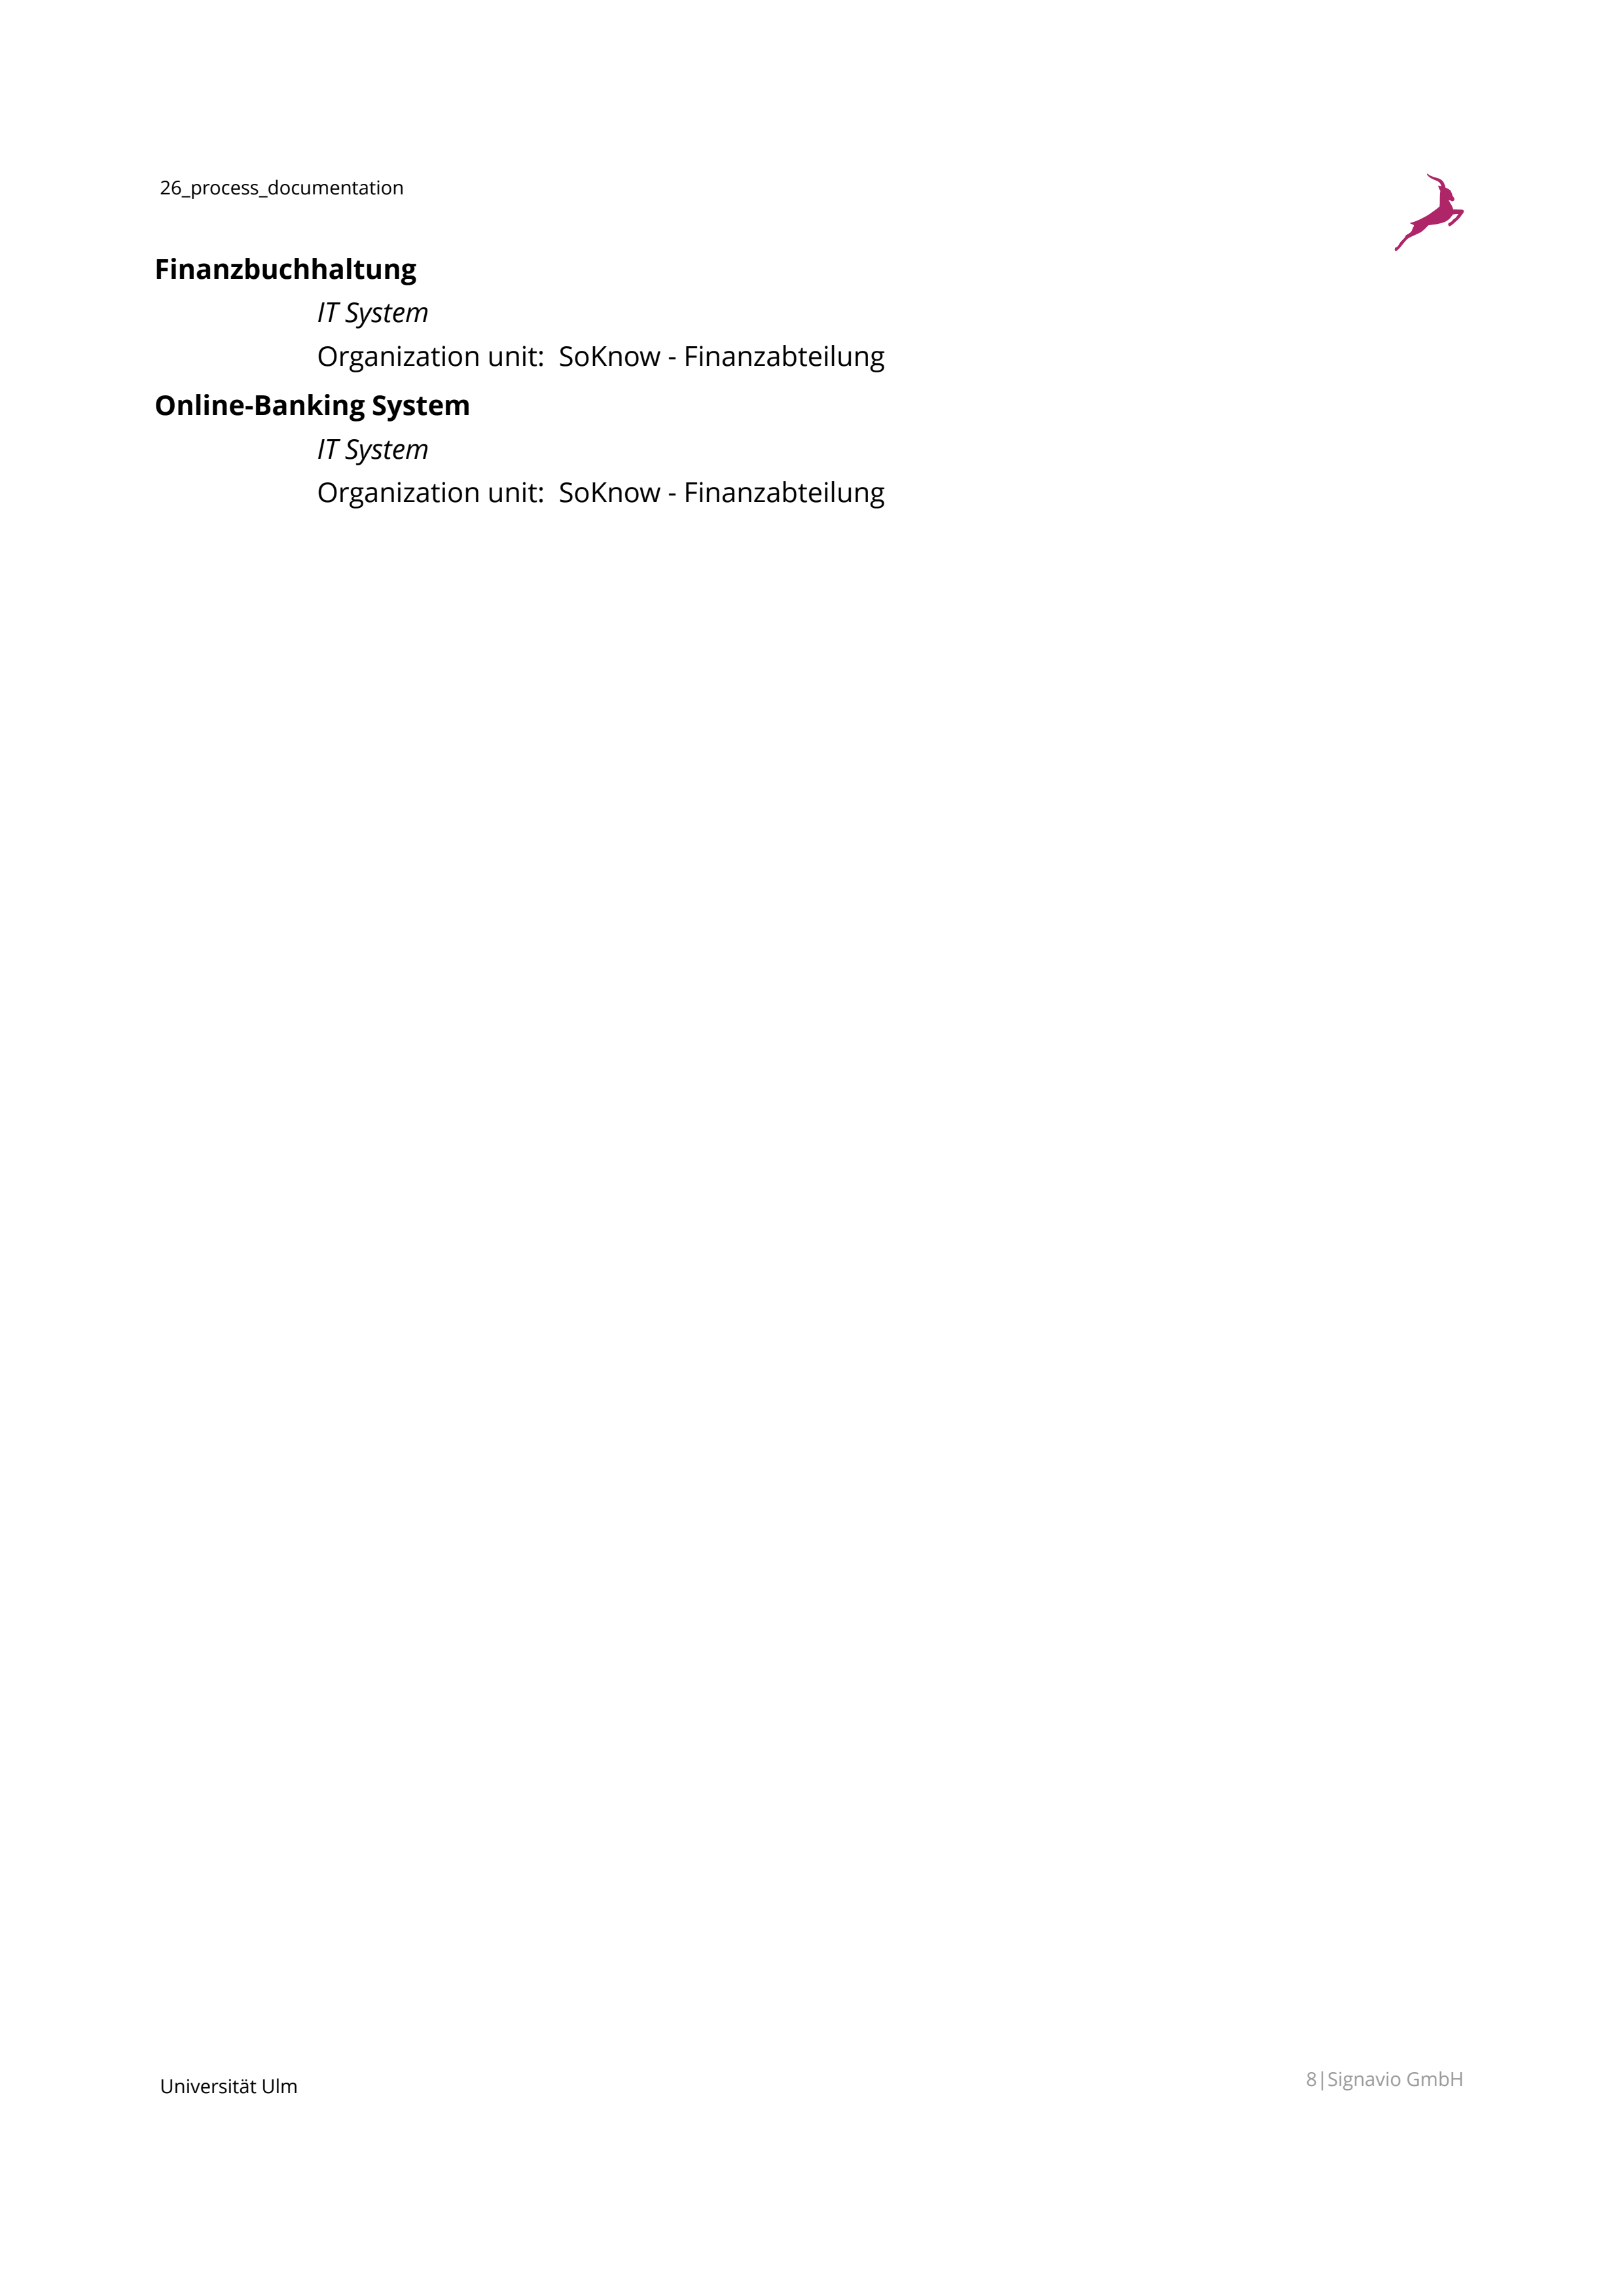 26_process_documentation
Finanzbuchhaltung
IT System
Organization unit: SoKnow - Finanzabteilung
Online-Banking System
IT System
Organization unit: SoKnow - Finanzabteilung
Universität Ulm
8|Signavio GmbH